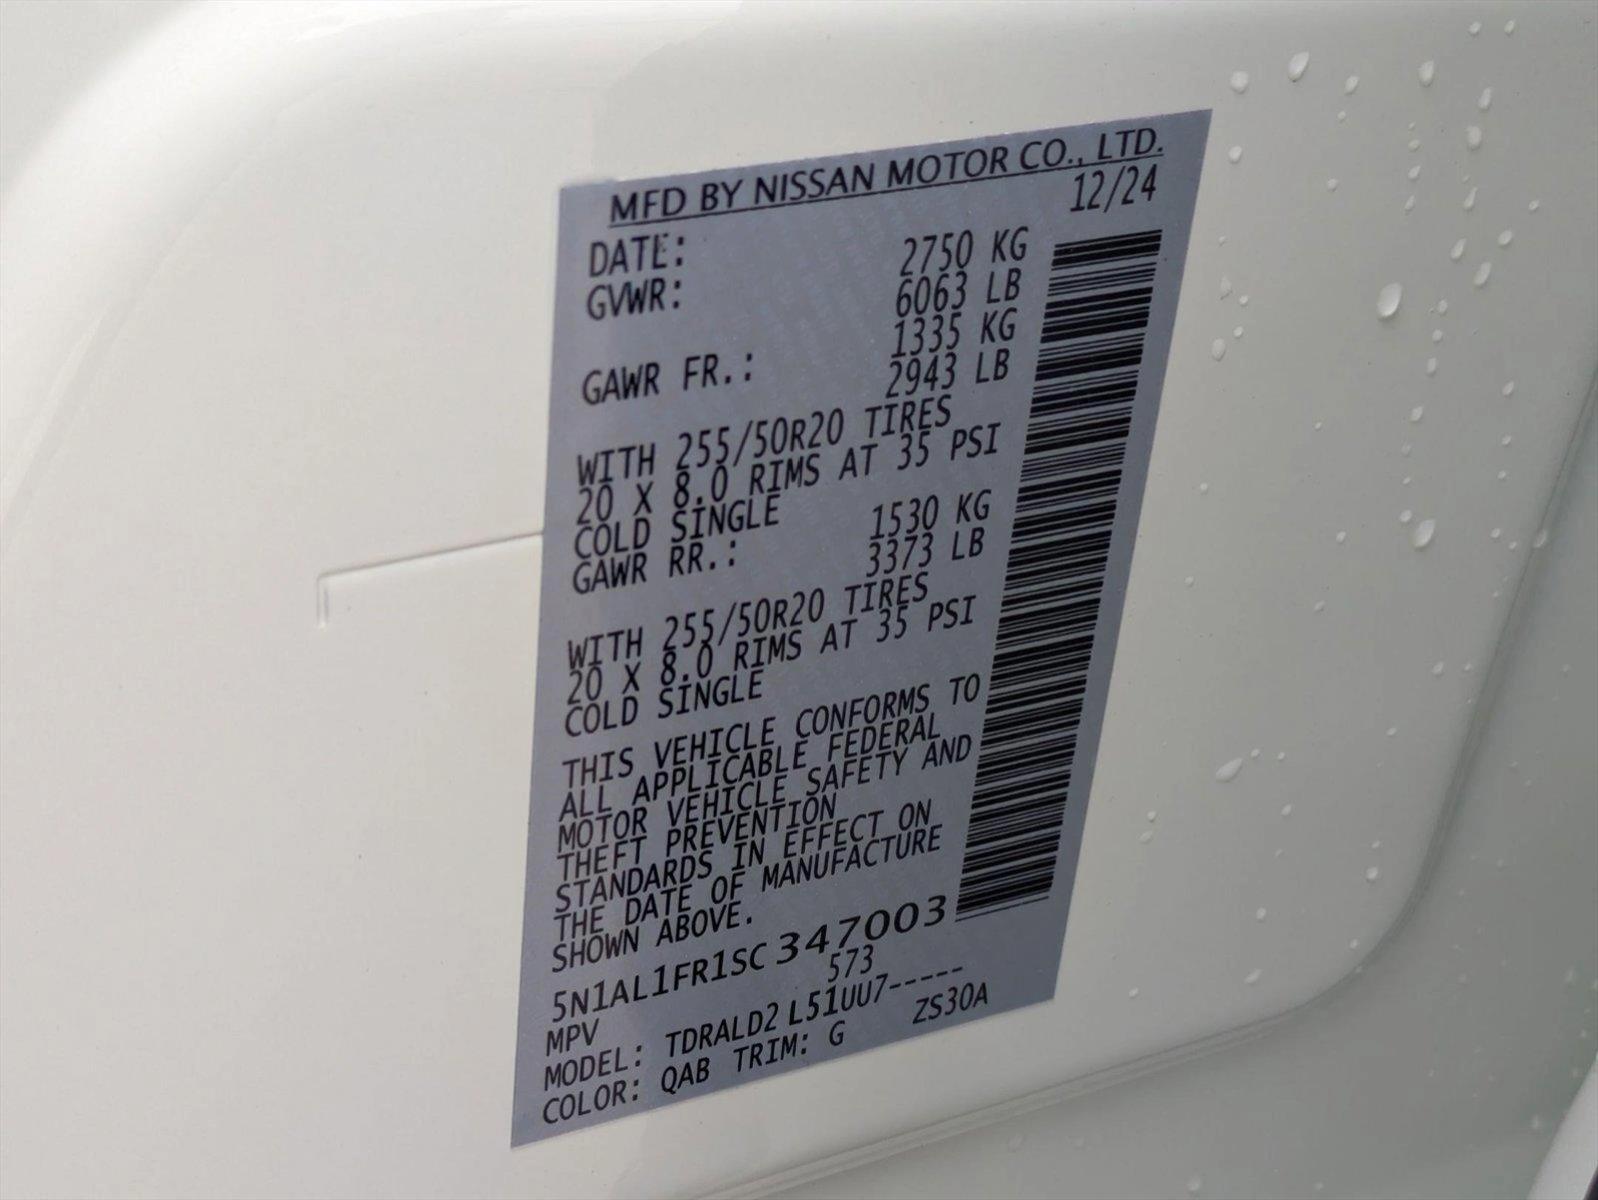 MFD BY NISSAN MOTOR CO., LTD.
DATE: 12/24
GVWR: 2750 KG
6063 LB
GAWR FR.: 1335 KG
2943 LB
WITH 255/50R20 TIRES
20 X 8.0 RIMS AT 35 PSI
COLD SINGLE
GAWR RR.: 1530 KG
3373 LB
WITH 255/50R20 TIRES
20 X 8.0 RIMS AT 35 PSI
COLD SINGLE
THIS VEHICLE CONFORMS TO
ALL APPLICABLE FEDERAL
MOTOR VEHICLE SAFETY AND
THEFT PREVENTION
STANDARDS IN EFFECT ON
THE DATE OF MANUFACTURE
SHOWN ABOVE.
5N1AL1FR1SC347003
MPV 573
MODEL: TDRALD2 L51UU7-----
COLOR: QAB TRIM: G ZS30A